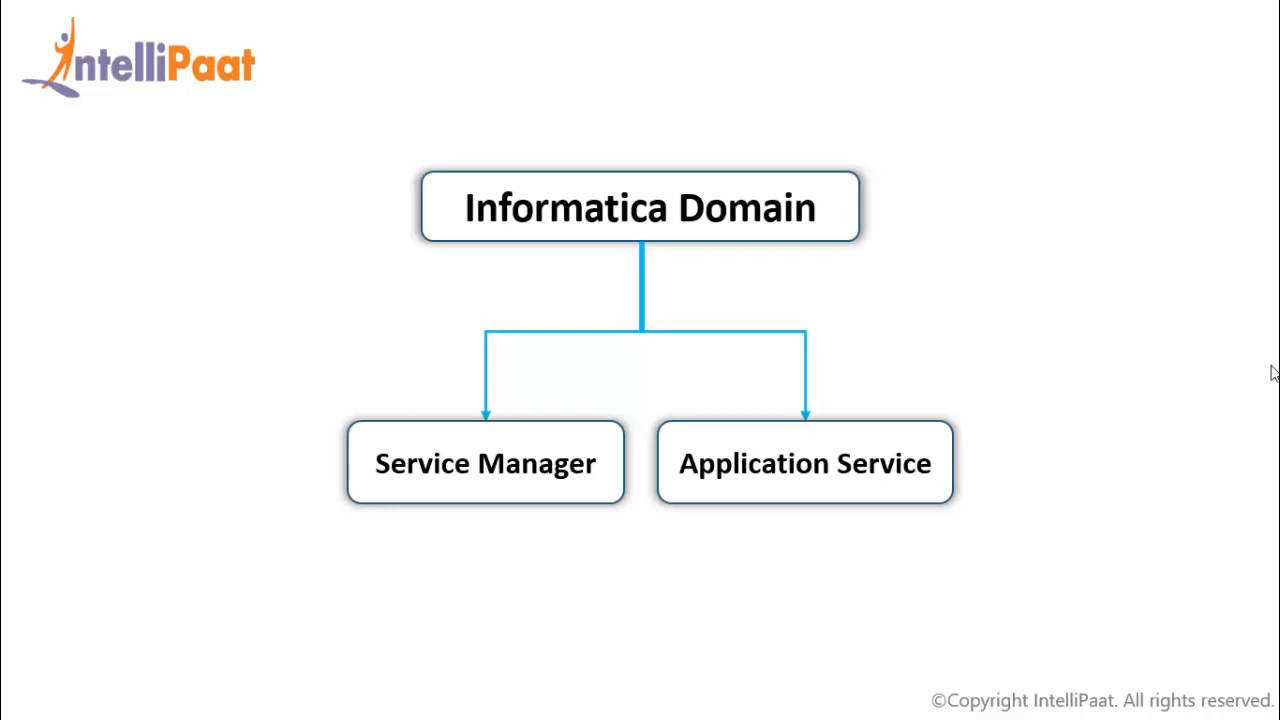 IntelliPaat
Informatica Domain
Service Manager
Application Service
©Copyright IntelliPaat. All rights reserved.